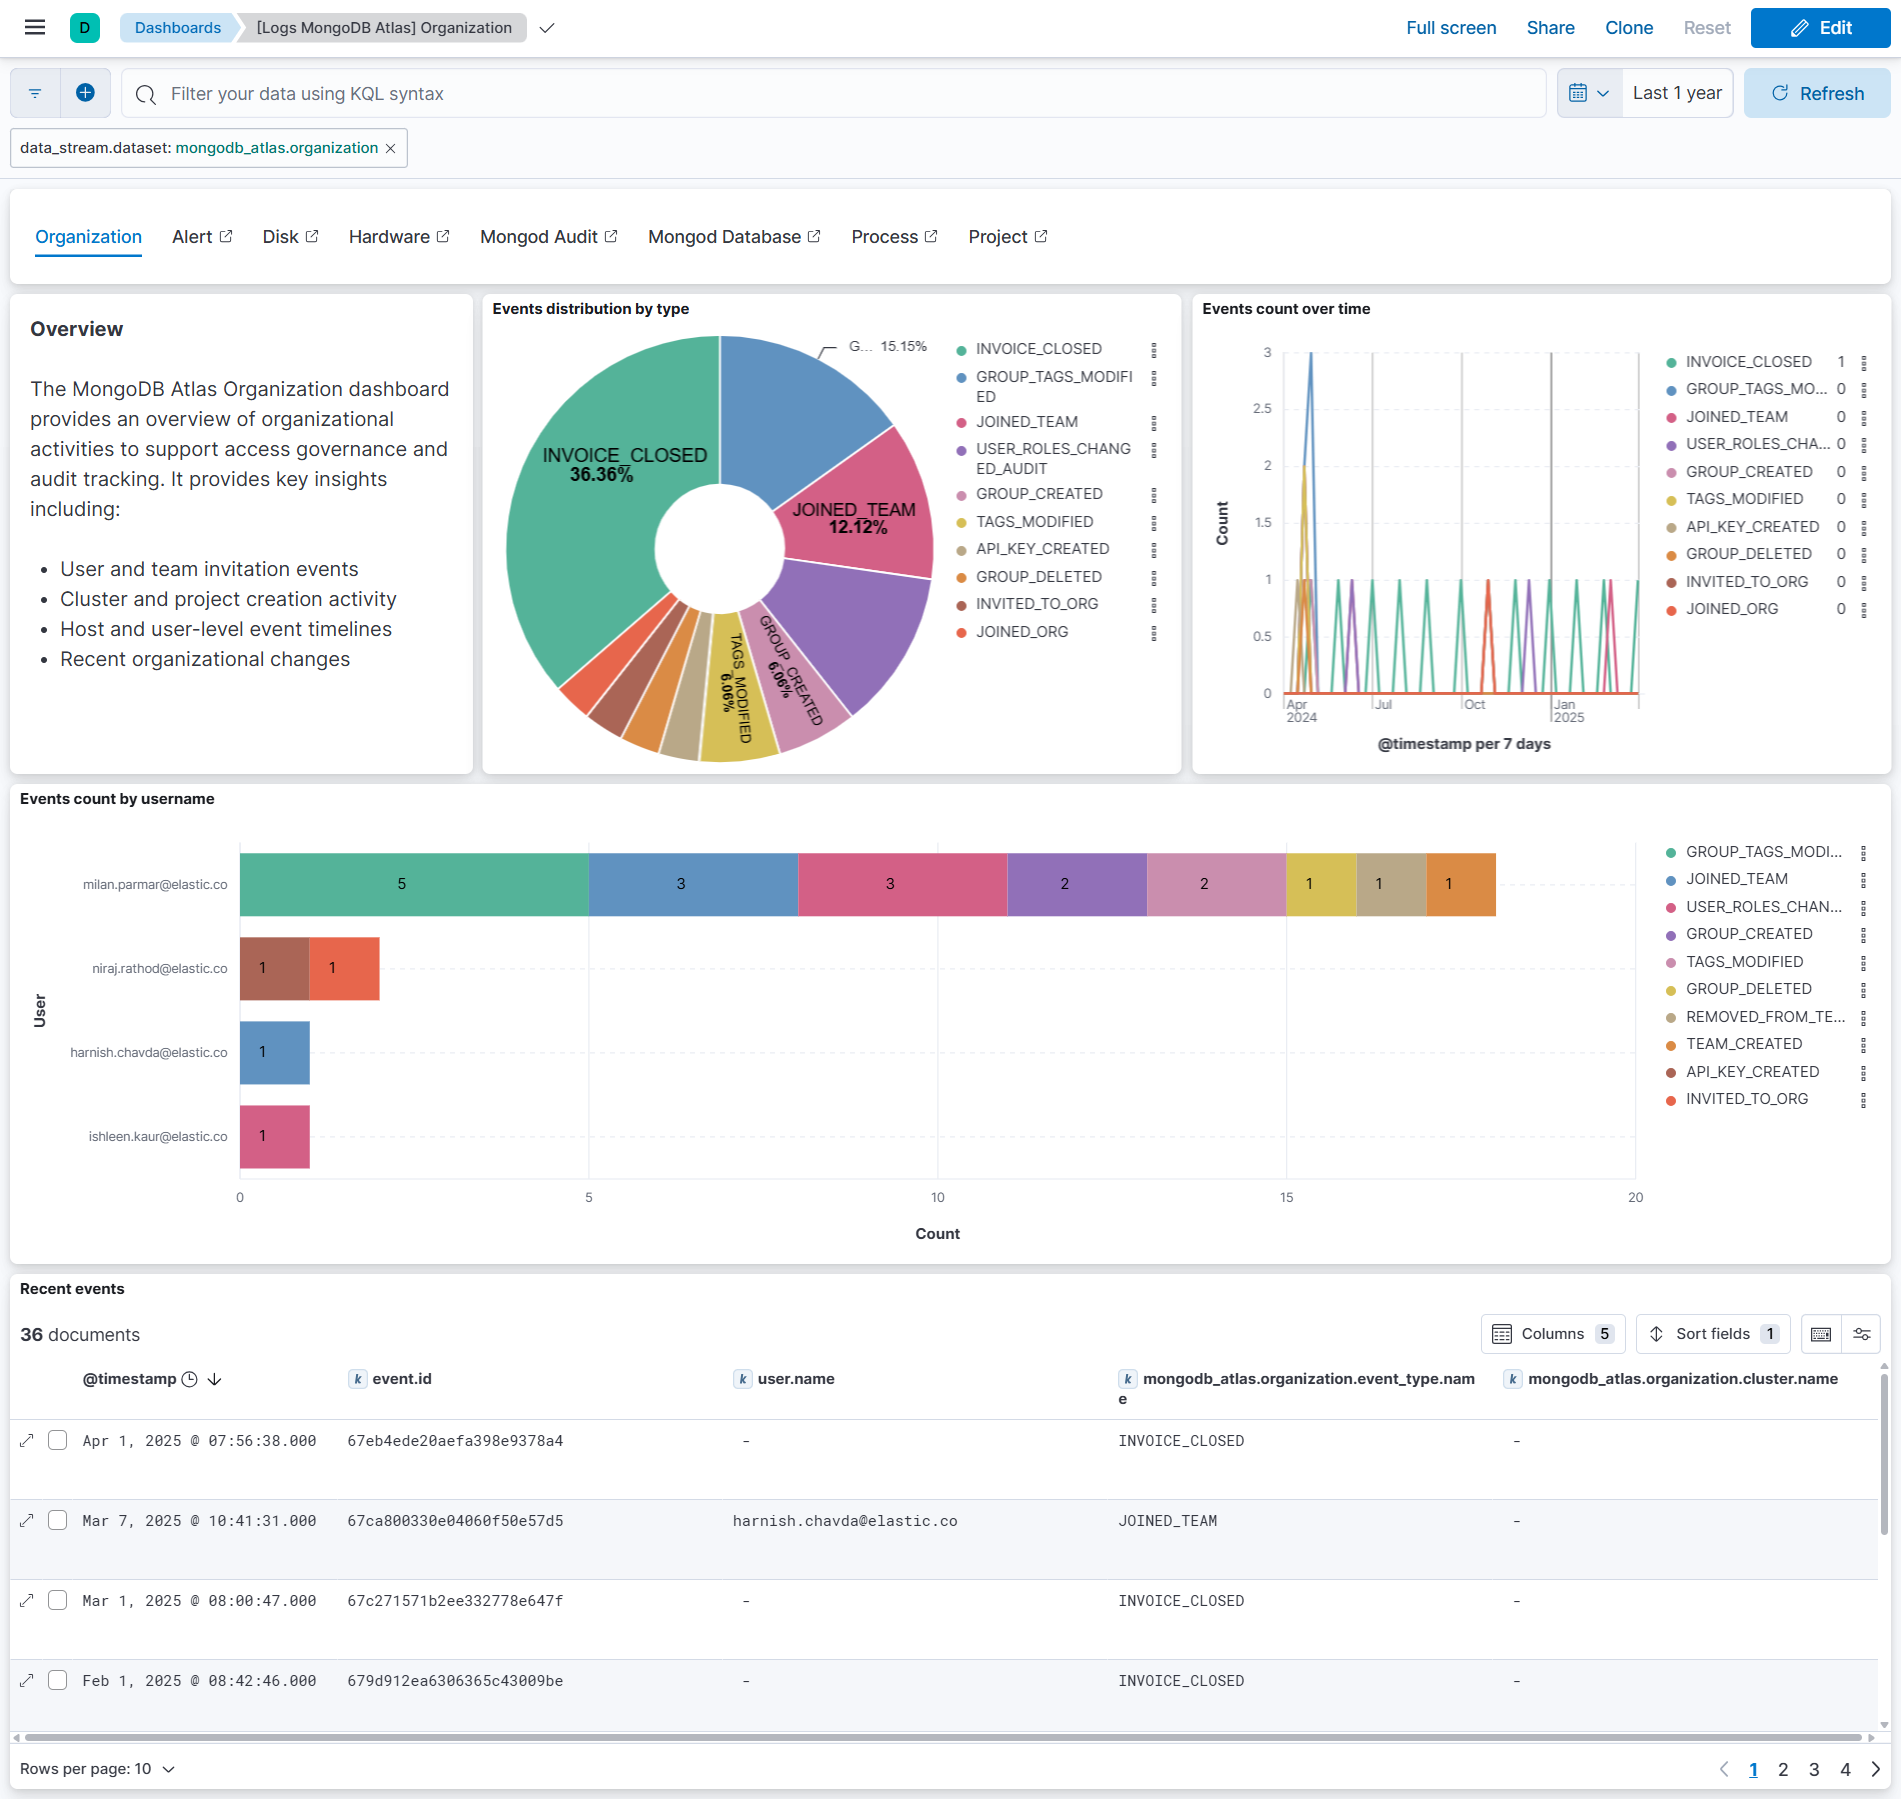 D
Dashboards
[Logs MongoDB Atlas] Organization
Full screen
Share
Clone
Reset
Edit
Filter your data using KQL syntax
Last 1 year
Refresh
data_stream.dataset: mongodb_atlas.organization
Organization
Alert
Disk
Hardware
Mongod Audit
Mongod Database
Process
Project
Overview
The MongoDB Atlas Organization dashboard
provides an overview of organizational
activities to support access governance and
audit tracking. It provides key insights
including:
User and team invitation events
Cluster and project creation activity
Host and user-level event timelines
Recent organizational changes
Events distribution by type
G... 15.15%
INVOICE_CLOSED
36.36%
JOINED_TEAM
12.12%
GROUP_CREATED
6.06%
TAGS_MODIFIED
6.06%
INVOICE_CLOSED
GROUP_TAGS_MODIFI
ED
JOINED_TEAM
USER_ROLES_CHANG
ED_AUDIT
GROUP_CREATED
TAGS_MODIFIED
API_KEY_CREATED
GROUP_DELETED
INVITED_TO_ORG
JOINED_ORG
Events count over time
Count
3
2.5
2
1.5
1
0.5
0
Apr
2024
Jul
Oct
Jan
2025
@timestamp per 7 days
INVOICE_CLOSED 1
GROUP_TAGS_MO... 0
JOINED_TEAM 0
USER_ROLES_CHA... 0
GROUP_CREATED 0
TAGS_MODIFIED 0
API_KEY_CREATED 0
GROUP_DELETED 0
INVITED_TO_ORG 0
JOINED_ORG 0
Events count by username
User
milan.parmar@elastic.co
5 3 3 2 2 1 1 1
niraj.rathod@elastic.co
1 1
harnish.chavda@elastic.co
1
ishleen.kaur@elastic.co
1
0 5 10 15 20
Count
GROUP_TAGS_MODI...
JOINED_TEAM
USER_ROLES_CHAN...
GROUP_CREATED
TAGS_MODIFIED
GROUP_DELETED
REMOVED_FROM_TE...
TEAM_CREATED
API_KEY_CREATED
INVITED_TO_ORG
Recent events
36 documents
Columns 5
Sort fields 1
@timestamp
k event.id
k user.name
k mongodb_atlas.organization.event_type.nam
e
k mongodb_atlas.organization.cluster.name
Apr 1, 2025 @ 07:56:38.000 67eb4ede20aefa398e9378a4 - INVOICE_CLOSED -
Mar 7, 2025 @ 10:41:31.000 67ca800330e04060f50e57d5 harnish.chavda@elastic.co JOINED_TEAM -
Mar 1, 2025 @ 08:00:47.000 67c271571b2ee332778e647f - INVOICE_CLOSED -
Feb 1, 2025 @ 08:42:46.000 679d912ea6306365c43009be - INVOICE_CLOSED -
Rows per page: 10
1 2 3 4